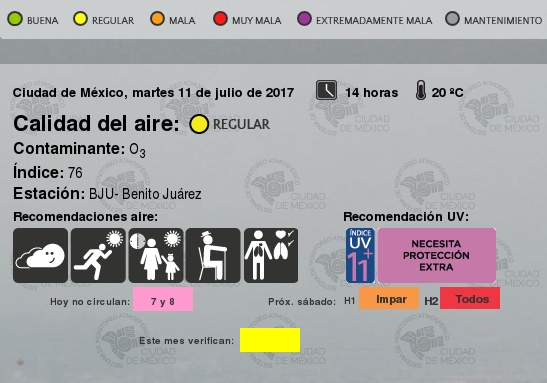 BUENA REGULAR MALA MUY MALA EXTREMADAMENTE MALA MANTENIMIENTO
Ciudad de México, martes 11 de julio de 2017 14 horas 20 ºC
Calidad del aire: REGULAR
Contaminante: O3
Índice: 76
Estación: BJU- Benito Juárez
Recomendaciones aire: Recomendación UV:
ÍNDICE
UV
11+
NECESITA
PROTECCIÓN
EXTRA
Hoy no circulan: 7 y 8 Próx. sábado: H1 Impar H2 Todos
Este mes verifican: